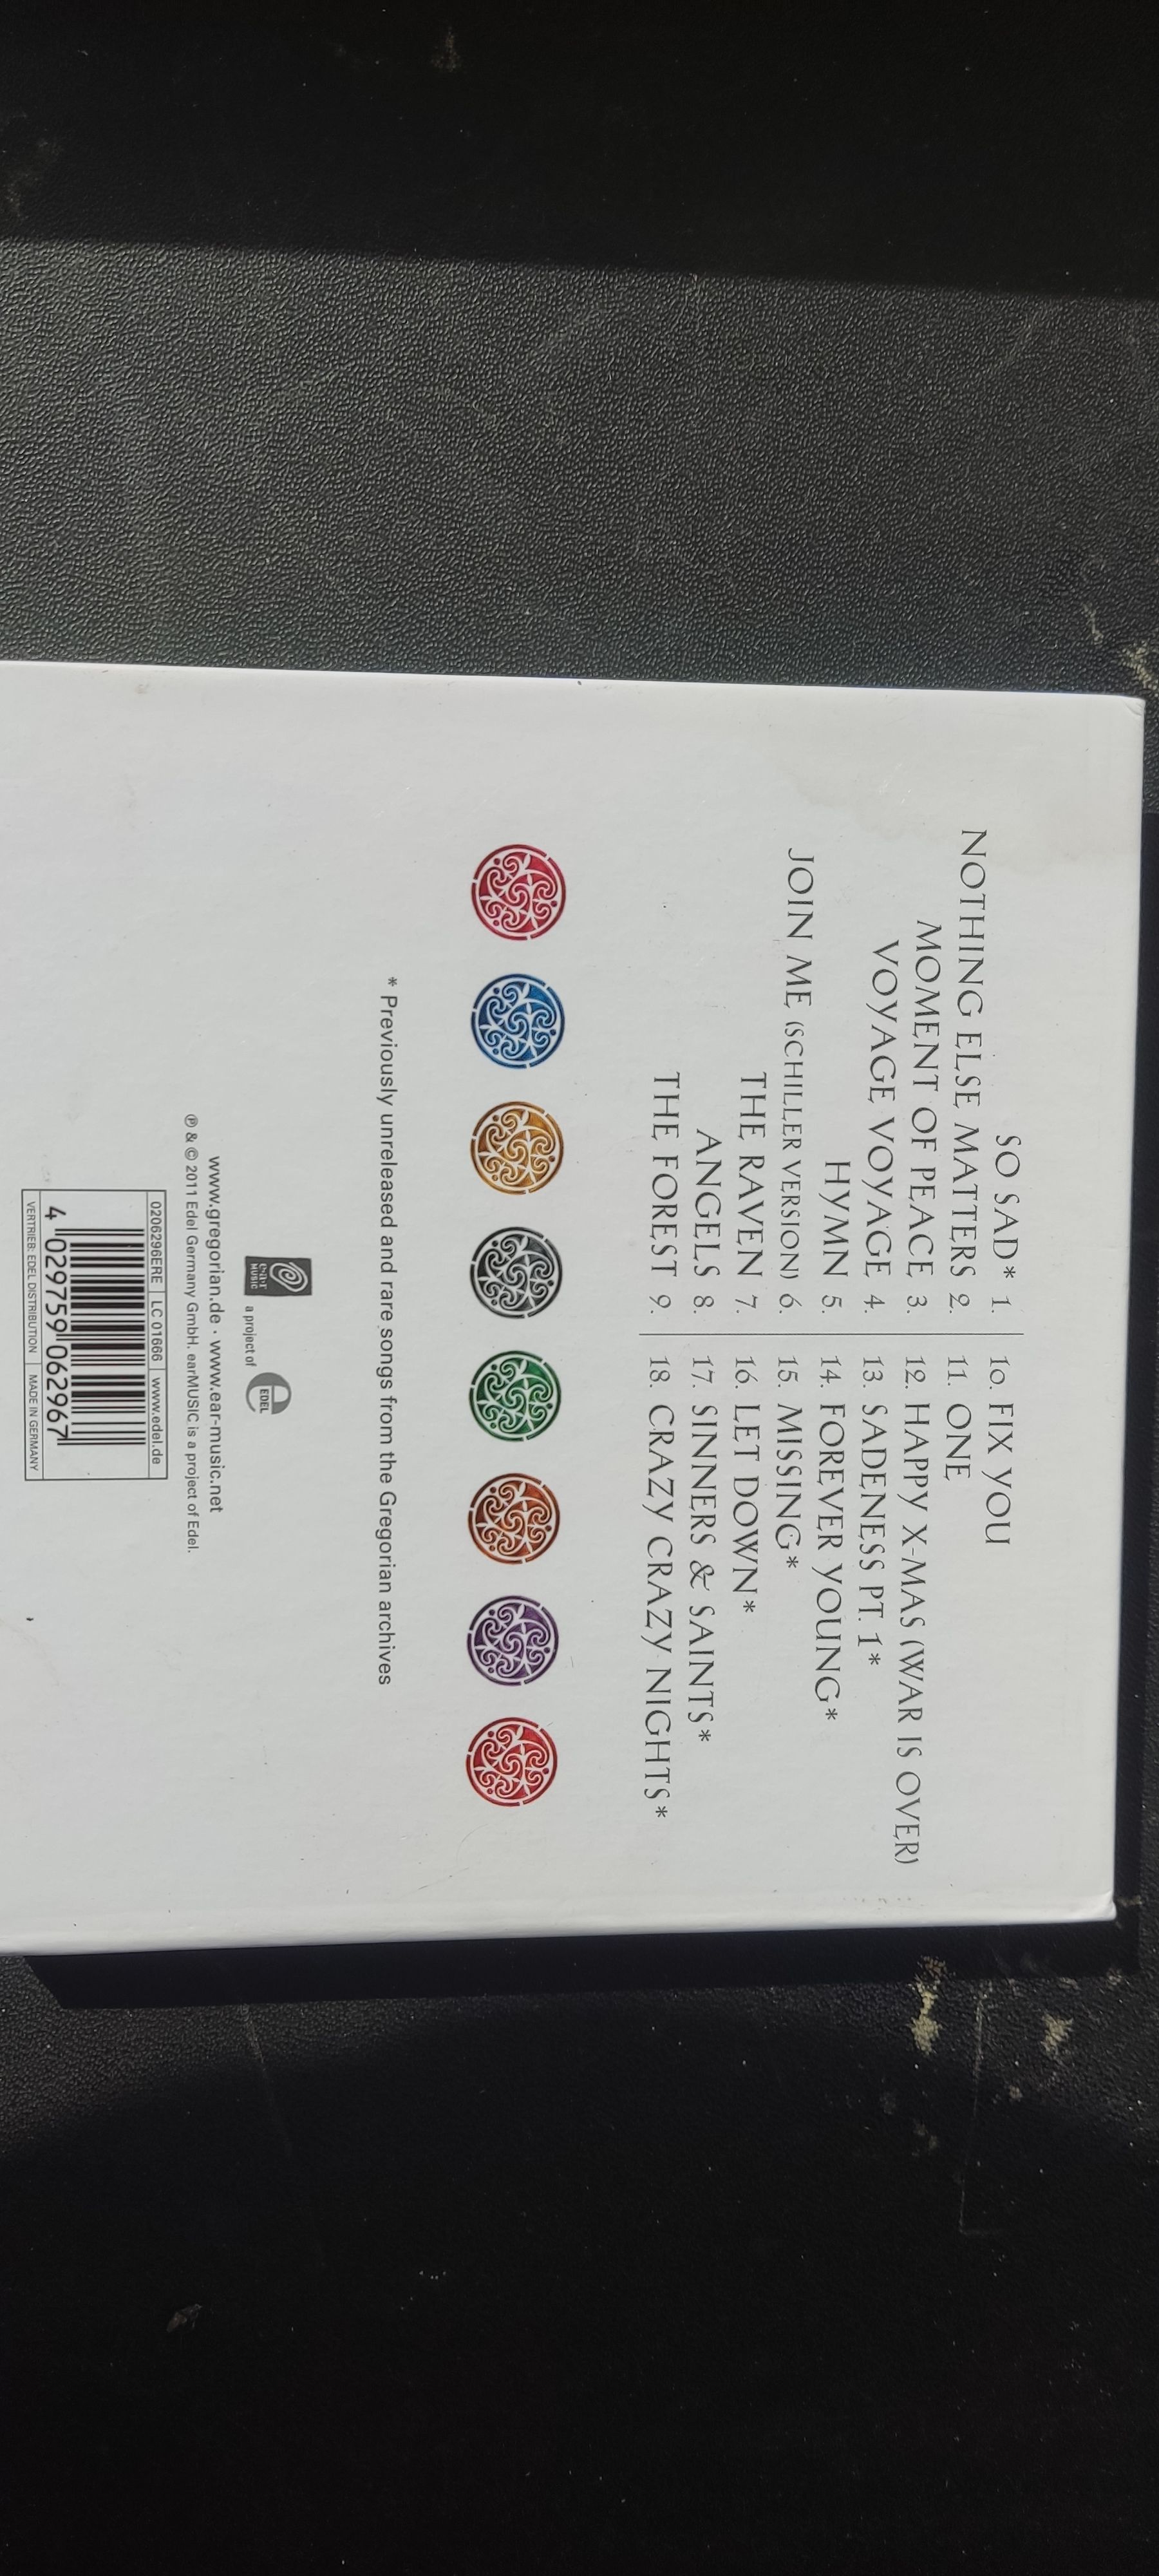 SO SAD* 1.
NOTHING ELSE MATTERS 2.
MOMENT OF PEACE 3.
VOYAGE VOYAGE 4.
HYMN 5.
JOIN ME (SCHILLER VERSION) 6.
THE RAVEN 7.
ANGELS 8.
THE FOREST 9.
10. FIX YOU
11. ONE
12. HAPPY X-MAS (WAR IS OVER)
13. SADENESS PT. 1*
14. FOREVER YOUNG*
15. MISSING*
16. LET DOWN*
17. SINNERS & SAINTS*
18. CRAZY CRAZY NIGHTS*
* Previously unreleased and rare songs from the Gregorian archives
e·a·r MUSIC a project of EDEL
www.gregorian.de · www.ear-music.net
℗ & © 2011 Edel Germany GmbH. earMUSIC is a project of Edel.
0206296ERE LC 01666 www.edel.de
4 029759 062967
VERTRIEB: EDEL DISTRIBUTION MADE IN GERMANY